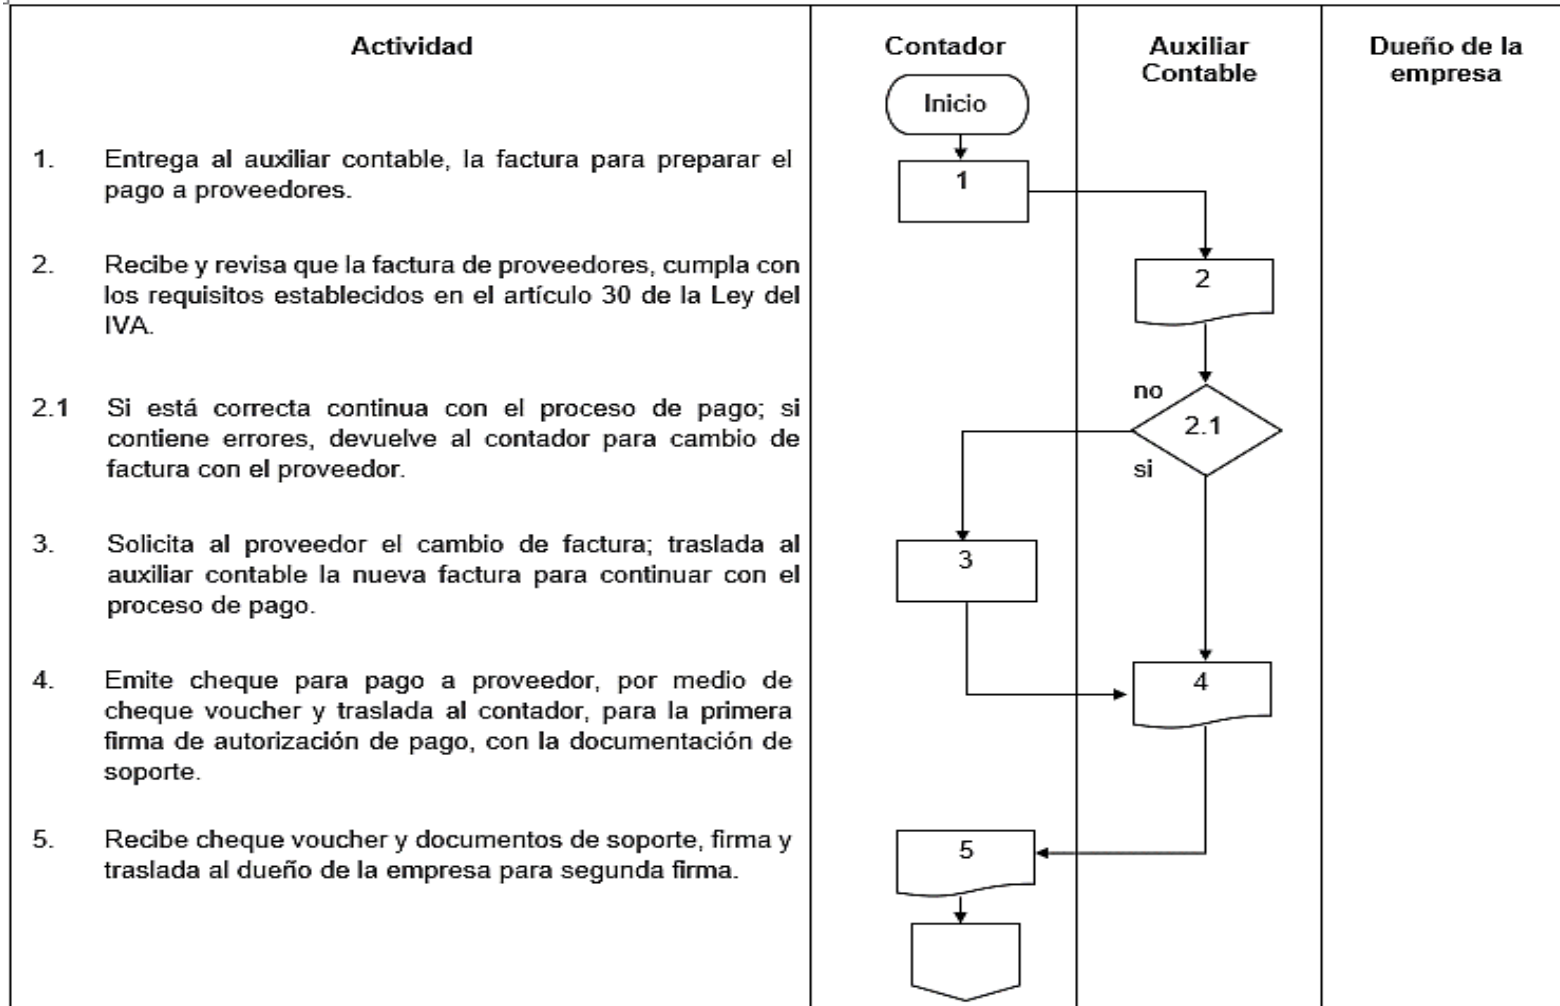 Actividad
Contador
Auxiliar
Contable
Dueño de la
empresa
Inicio
1. Entrega al auxiliar contable, la factura para preparar el
pago a proveedores.
1
2. Recibe y revisa que la factura de proveedores, cumpla con
los requisitos establecidos en el artículo 30 de la Ley del
IVA.
2
2.1 Si está correcta continua con el proceso de pago; si
contiene errores, devuelve al contador para cambio de
factura con el proveedor.
no
2.1
si
3. Solicita al proveedor el cambio de factura; traslada al
auxiliar contable la nueva factura para continuar con el
proceso de pago.
3
4. Emite cheque para pago a proveedor, por medio de
cheque voucher y traslada al contador, para la primera
firma de autorización de pago, con la documentación de
soporte.
4
5. Recibe cheque voucher y documentos de soporte, firma y
traslada al dueño de la empresa para segunda firma.
5